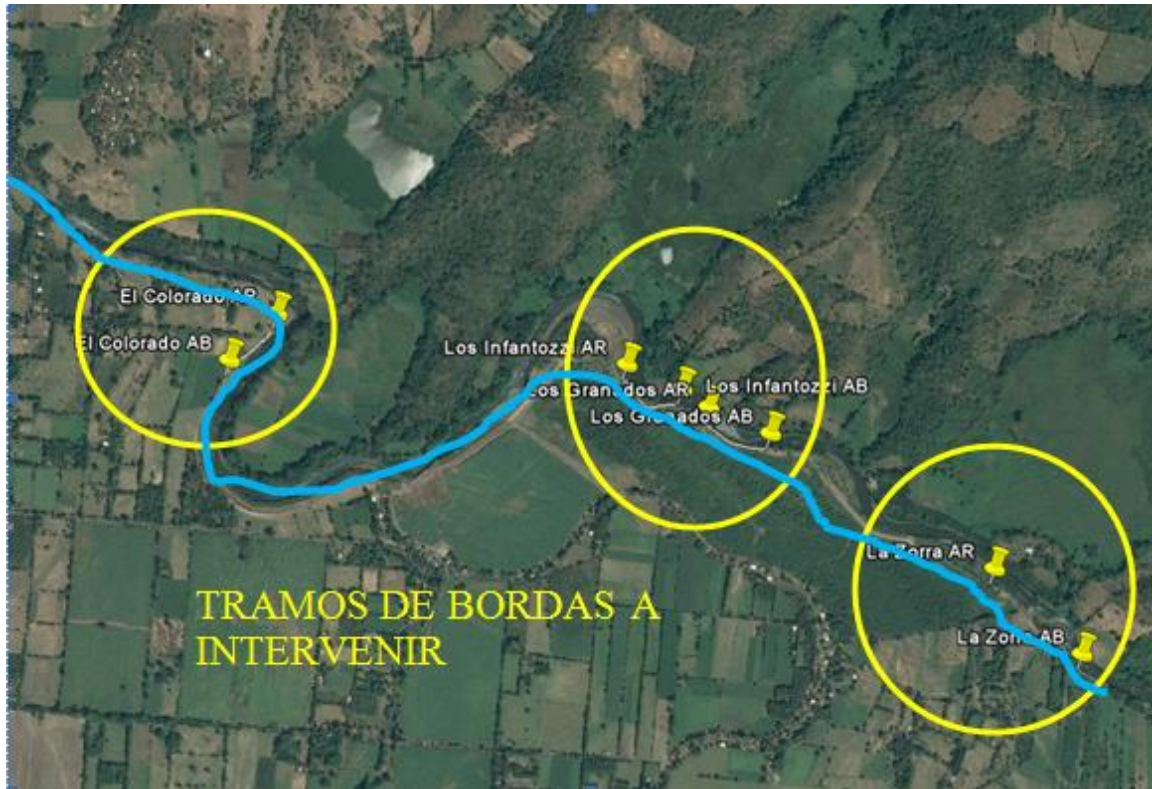 El Colorado AR
El Colorado AB
Los Infantozzi AR
Los Granados AR
Los Infantozzi AB
Los Granados AB
La Zorra AR
La Zorra AB
TRAMOS DE BORDAS A
INTERVENIR